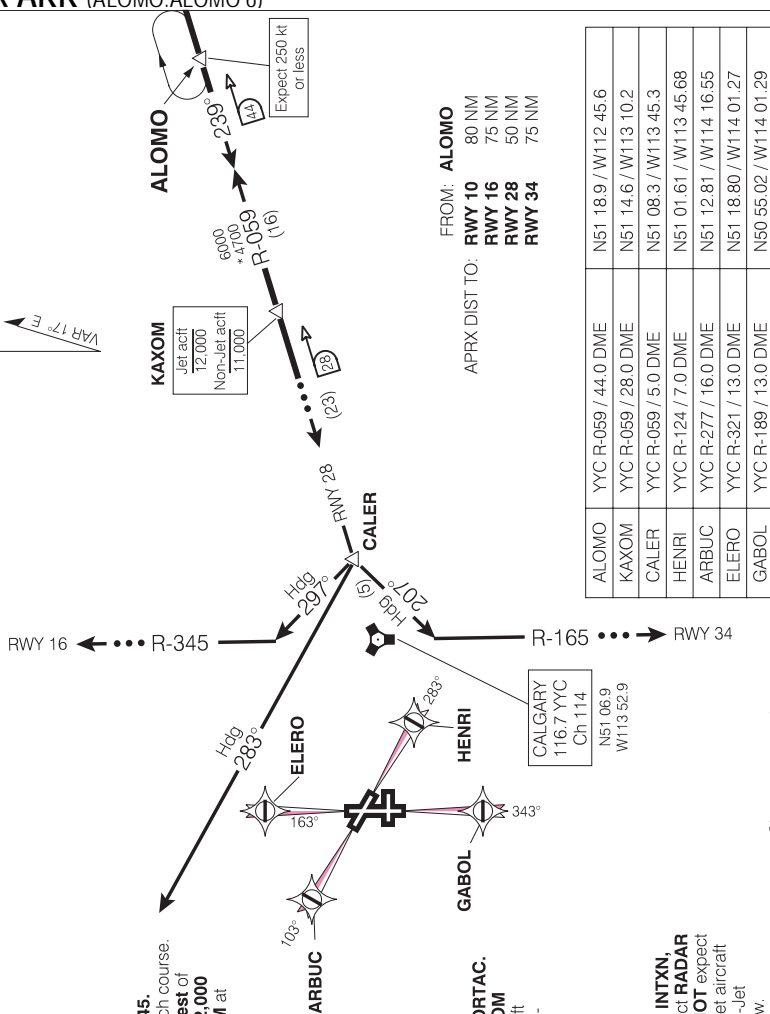 R ARR (ALOMO.ALOMO 6)
VAR 17° E
ALOMO
Expect 250 kt
or less
239°
44
R-059
6000
*4700
(16)
KAXOM
Jet acft
12,000
Non-Jet acft
11,000
28
(23)
RWY 28
CALER
FROM: ALOMO
APRX DIST TO:
RWY 10 80 NM
RWY 16 75 NM
RWY 28 50 NM
RWY 34 75 NM
Hdg
297°
Hdg
207°
(5)
Hdg
283°
RWY 16
R-345
R-165
RWY 34
CALGARY
116.7 YYC
Ch 114
N51 06.9
W113 52.9
ELERO
163°
HENRI
283°
GABOL
343°
ARBUC
103°
ALOMO YYC R-059 / 44.0 DME N51 18.9 / W112 45.6
KAXOM YYC R-059 / 28.0 DME N51 14.6 / W113 10.2
CALER YYC R-059 / 5.0 DME N51 08.3 / W113 45.3
HENRI YYC R-124 / 7.0 DME N51 01.61 / W113 45.68
ARBUC YYC R-277 / 16.0 DME N51 12.81 / W114 16.55
ELERO YYC R-321 / 13.0 DME N51 18.80 / W114 01.27
GABOL YYC R-189 / 13.0 DME N50 55.02 / W114 01.29
45.
ch course.
est of
2,000
M at
RTAC.
OM
ft
-
INTXN,
ct RADAR
OT expect
et aircraft
-Jet
w.